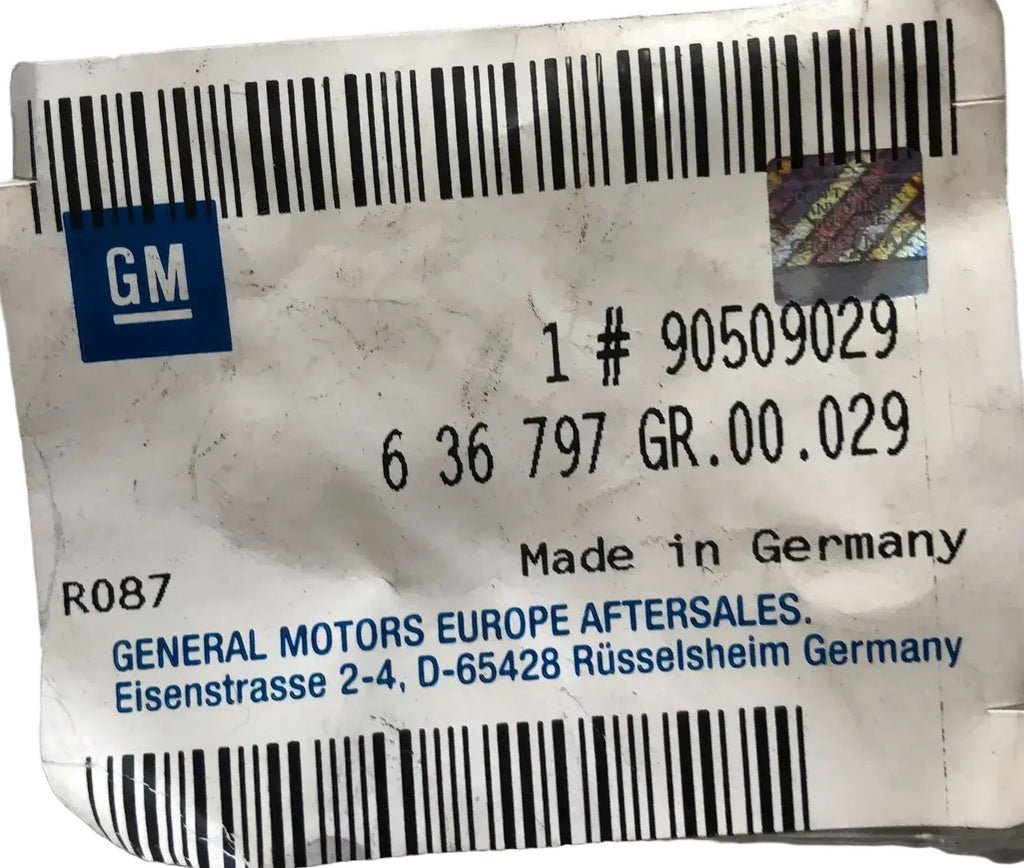 GM
1 # 90509029
6 36 797 GR.00.029
Made in Germany
R087
GENERAL MOTORS EUROPE AFTERSALES.
Eisenstrasse 2-4, D-65428 Rüsselsheim Germany